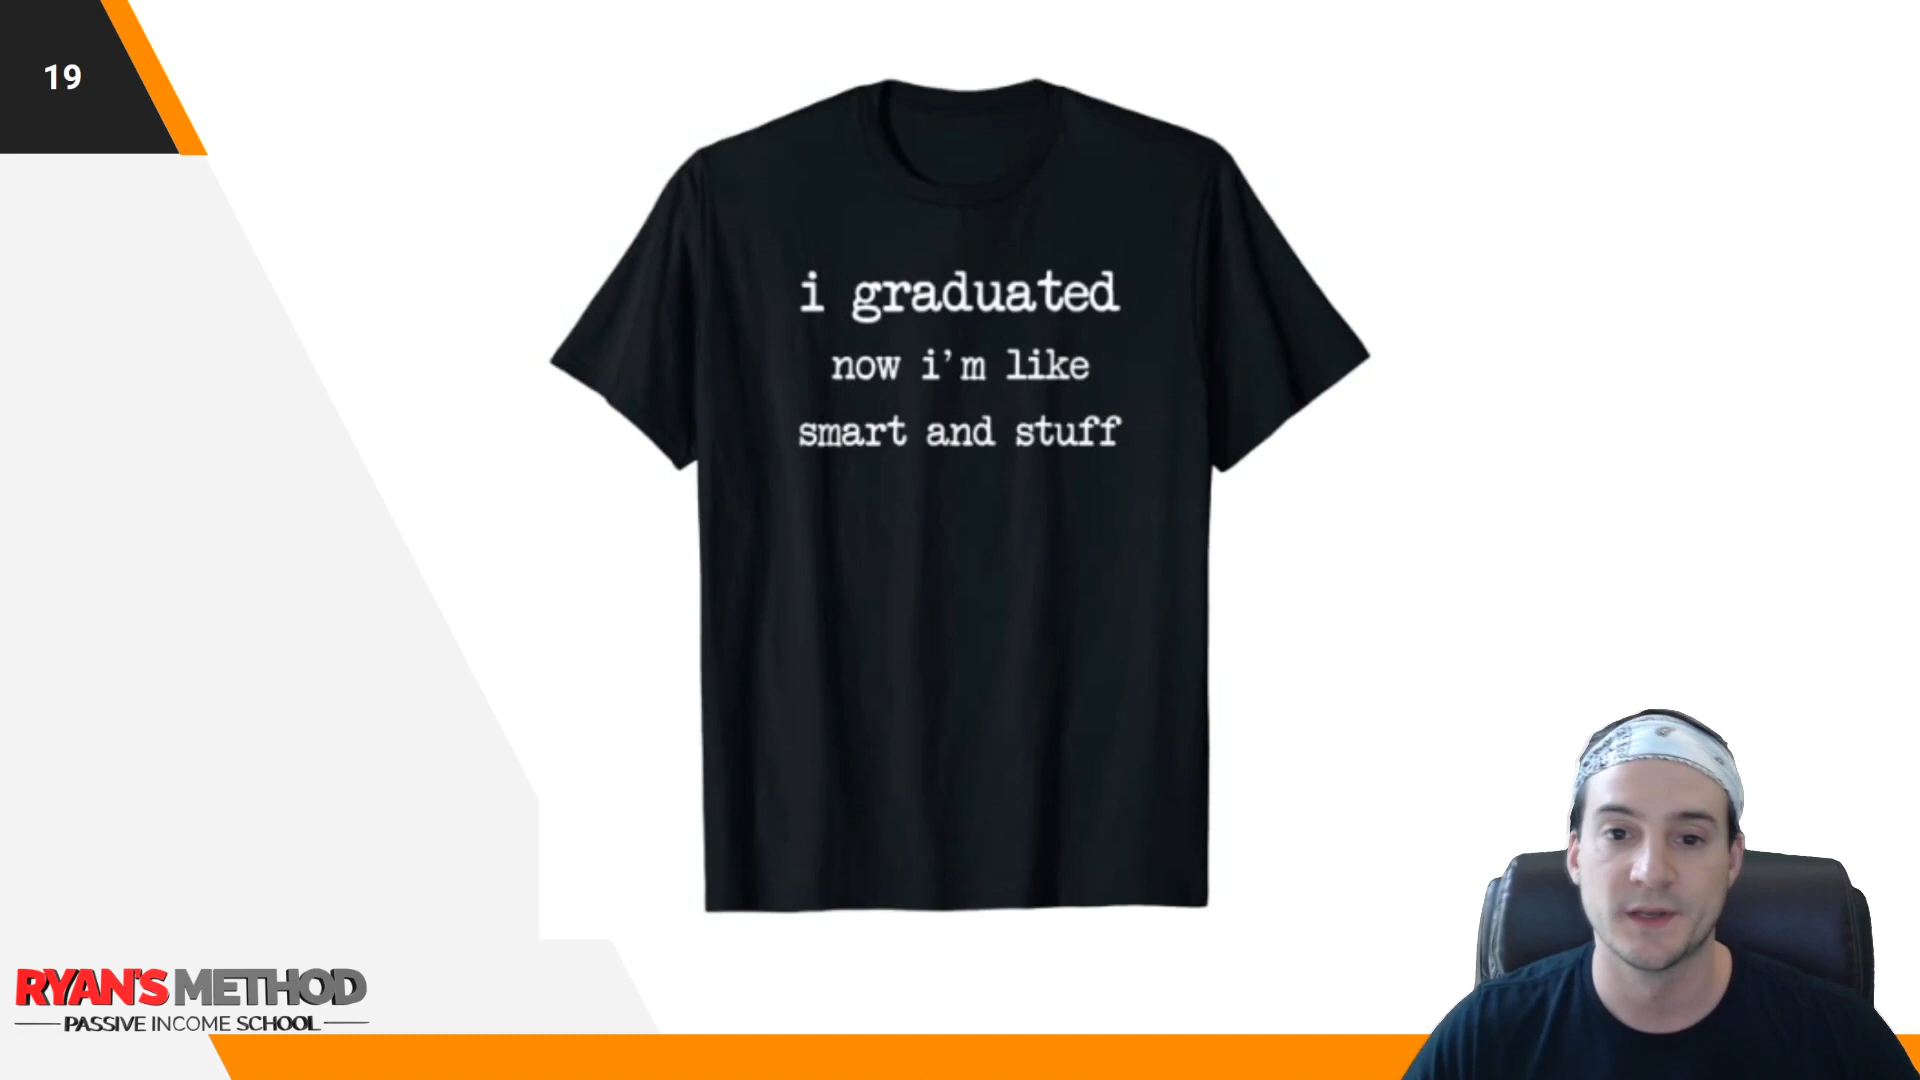 19
i graduated
now i'm like
smart and stuff
RYAN'S METHOD
PASSIVE INCOME SCHOOL